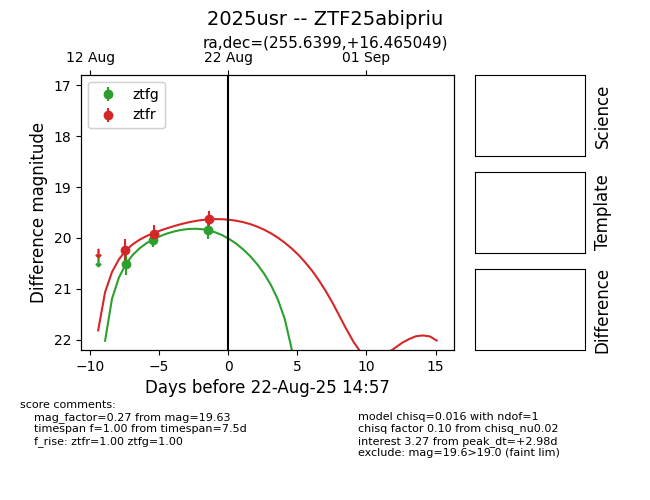 2025usr -- ZTF25abipriu
ra,dec=(255.6399,+16.465049)
12 Aug
22 Aug
01 Sep
ztfg
ztfr
17
18
19
20
21
22
Difference magnitude
−10
−5
0
5
10
15
Days before 22-Aug-25 14:57
Science
Template
Difference
score comments:
mag_factor=0.27 from mag=19.63
timespan f=1.00 from timespan=7.5d
f_rise: ztfr=1.00 ztfg=1.00
model chisq=0.016 with ndof=1
chisq factor 0.10 from chisq_nu0.02
interest 3.27 from peak_dt=+2.98d
exclude: mag=19.6>19.0 (faint lim)